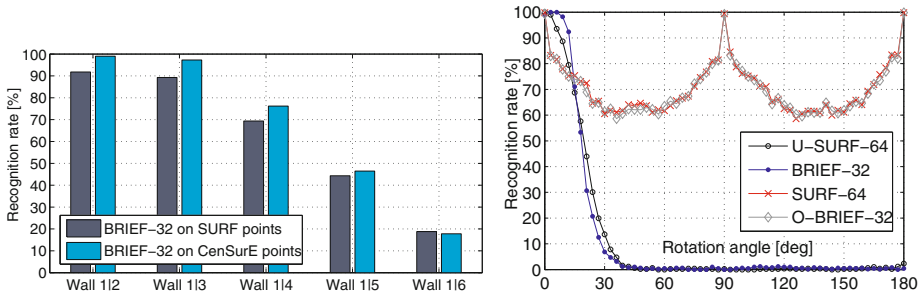 Recognition rate [%]
100
90
80
70
60
50
40
30
20
10
0
BRIEF−32 on SURF points
BRIEF−32 on CenSurE points
Wall 1|2 Wall 1|3 Wall 1|4 Wall 1|5 Wall 1|6
Recognition rate [%]
100
90
80
70
60
50
40
30
20
10
0
U−SURF−64
BRIEF−32
SURF−64
O−BRIEF−32
Rotation angle [deg]
0 30 60 90 120 150 180